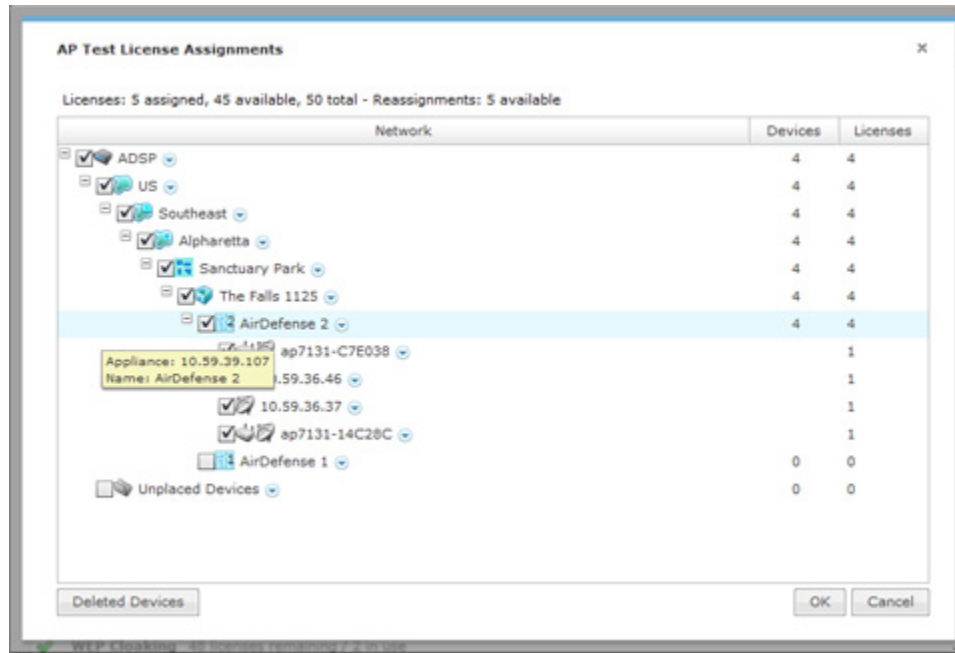 AP Test License Assignments
Licenses: 5 assigned, 45 available, 50 total - Reassignments: 5 available
Network Devices Licenses
ADSP 4 4
US 4 4
Southeast 4 4
Alpharetta 4 4
Sanctuary Park 4 4
The Falls 1125 4 4
AirDefense 2 4 4
ap7131-C7E038 1
Appliance: 10.59.39.107
Name: AirDefense 2
.59.36.46 1
10.59.36.37 1
ap7131-14C28C 1
AirDefense 1 0 0
Unplaced Devices 0 0
Deleted Devices OK Cancel
WEP Cloaking 48 licenses remaining / 2 in use